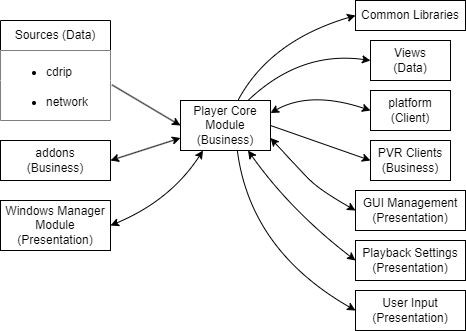 Sources (Data)
cdrip
network
addons
(Business)
Windows Manager
Module
(Presentation)
Player Core
Module
(Business)
Common Libraries
Views
(Data)
platform
(Client)
PVR Clients
(Business)
GUI Management
(Presentation)
Playback Settings
(Presentation)
User Input
(Presentation)